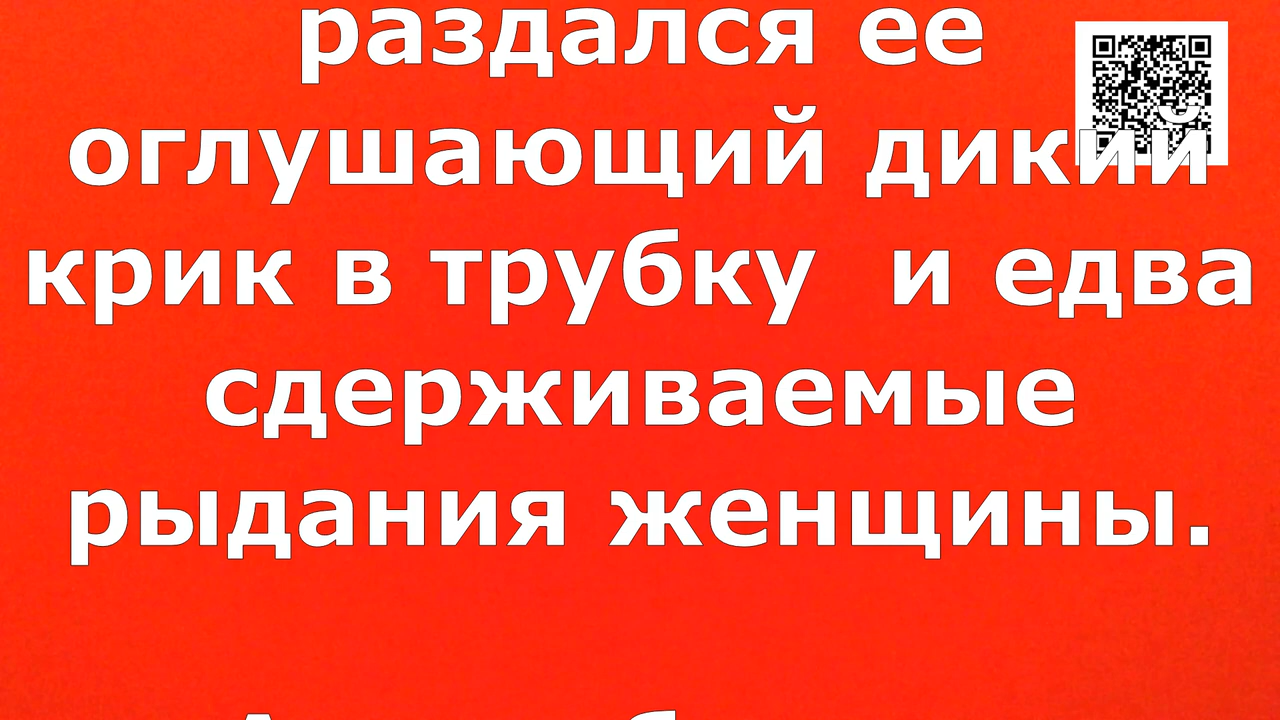 раздался ее
оглушающий дикий
крик в трубку  и едва
сдерживаемые
рыдания женщины.